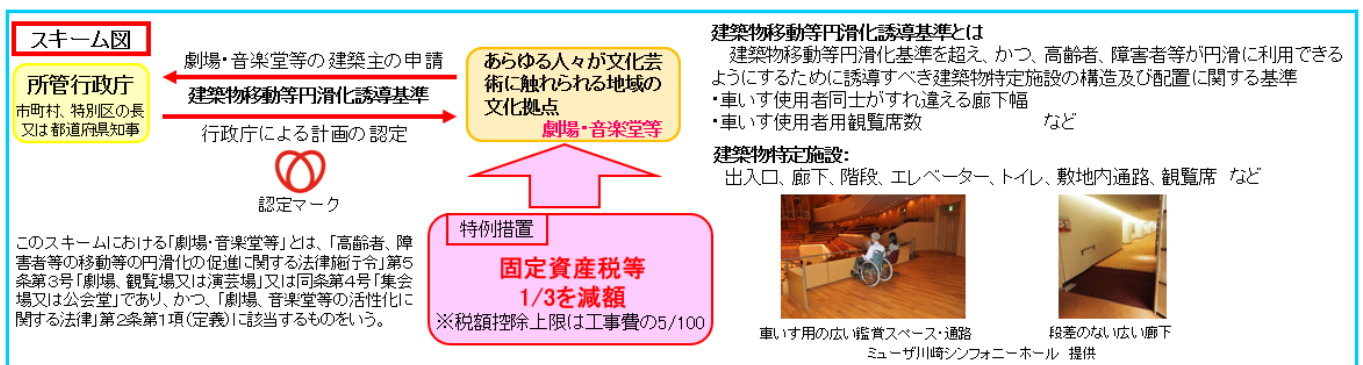 スキーム図
所管行政庁
市町村、特別区の長
又は都道府県知事
劇場・音楽堂等の建築主の申請
建築物移動等円滑化誘導基準
行政庁による計画の認定
認定マーク
あらゆる人々が文化芸
術に触れられる地域の
文化拠点
劇場・音楽堂等
このスキームにおける「劇場・音楽堂等」とは、「高齢者、障
害者等の移動等の円滑化の促進に関する法律施行令」第5
条第3号「劇場、観覧場又は演芸場」又は同条第4号「集会
場又は公会堂」であり、かつ、「劇場、音楽堂等の活性化に
関する法律」第2条第1項(定義)に該当するものをいう。
特例措置
固定資産税等
1/3を減額
※税額控除上限は工事費の5/100
建築物移動等円滑化誘導基準とは
建築物移動等円滑化基準を超え、かつ、高齢者、障害者等が円滑に利用できる
ようにするために誘導すべき建築物特定施設の構造及び配置に関する基準
・車いす使用者同士がすれ違える廊下幅
・車いす使用者用観覧席数 など
建築物特定施設:
出入口、廊下、階段、エレベーター、トイレ、敷地内通路、観覧席 など
車いす用の広い鑑賞スペース・通路
段差のない広い廊下
ミューザ川崎シンフォニーホール 提供